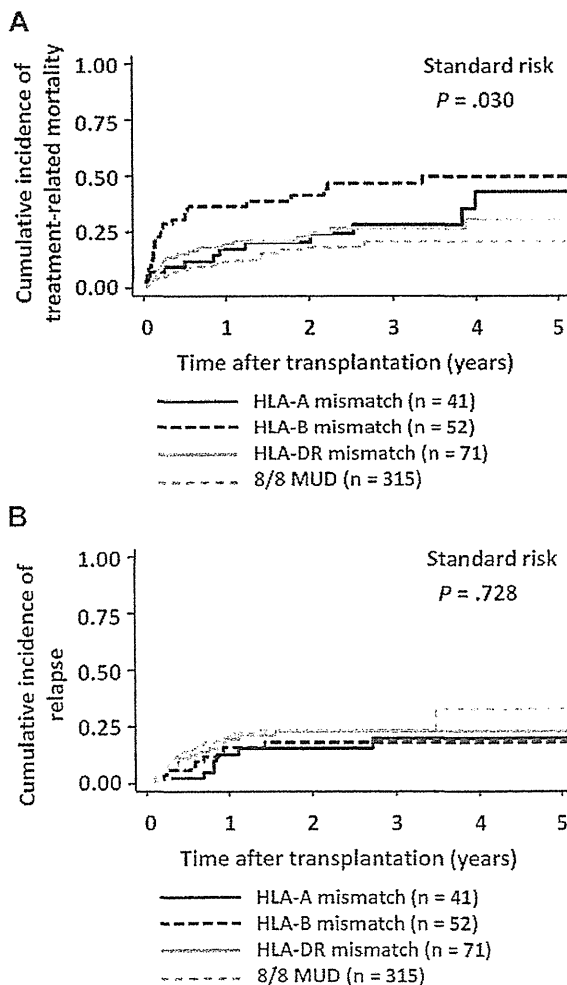 A
Cumulative incidence of
treatment-related mortality
1.00
0.75
0.50
0.25
0.00
Standard risk
P = .030
0 1 2 3 4 5
Time after transplantation (years)
HLA-A mismatch (n = 41)
HLA-B mismatch (n = 52)
HLA-DR mismatch (n = 71)
8/8 MUD (n = 315)
B
Cumulative incidence of
relapse
1.00
0.75
0.50
0.25
0.00
Standard risk
P = .728
0 1 2 3 4 5
Time after transplantation (years)
HLA-A mismatch (n = 41)
HLA-B mismatch (n = 52)
HLA-DR mismatch (n = 71)
8/8 MUD (n = 315)